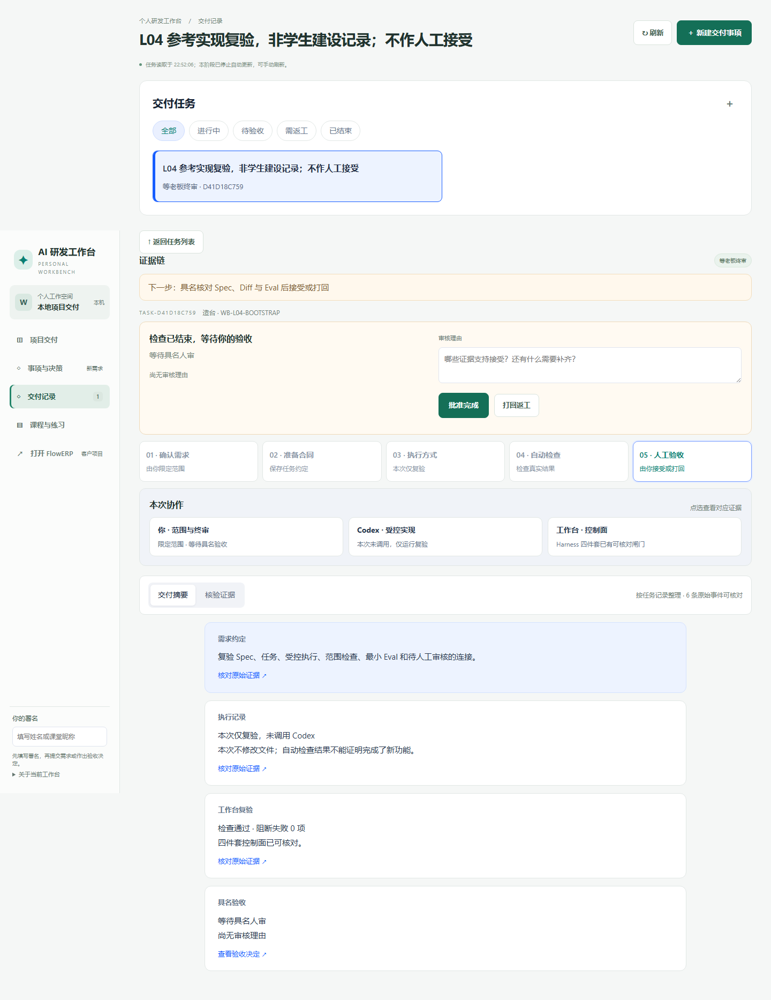 个人研发工作台 / 交付记录
L04 参考实现复验，非学生建设记录；不作人工接受
↻ 刷新
＋ 新建交付事项
任务读取于 22:52:06；本阶段已停止自动更新，可手动刷新。
交付任务
+
全部
进行中
待验收
需返工
已结束
L04 参考实现复验，非学生建设记录；不作人工接受
等老板终审 · D41D18C759
AI 研发工作台
PERSONAL
WORKBENCH
W
个人工作空间
本地项目交付
本机
项目交付
事项与决策
新需求
交付记录
1
课程与练习
↗ 打开 FlowERP
客户项目
你的署名
填写姓名或课堂昵称
先填写署名，再提交需求或作出验收决
定。
▶ 关于当前工作台
↑ 返回任务列表
证据链
等老板终审
下一步：具名核对 Spec、Diff 与 Eval 后接受或打回
TASK-D41D18C759 造台 · WB-L04-BOOTSTRAP
检查已结束，等待你的验收
等待具名人审
尚无审核理由
审核理由
哪些证据支持接受？还有什么需要补齐？
批准完成
打回返工
01 · 确认需求
由你限定范围
02 · 准备合同
保存任务约定
03 · 执行方式
本次仅复验
04 · 自动检查
检查真实结果
05 · 人工验收
由你接受或打回
本次协作
点选查看对应证据
你 · 范围与终审
限定范围 · 等待具名验收
Codex · 受控实现
本次未调用，仅运行复验
工作台 · 控制面
Harness 四件套已有可核对闸门
交付摘要
核验证据
按任务记录整理 · 6 条原始事件可核对
需求约定
复验 Spec、任务、受控执行、范围检查、最小 Eval 和待人工审核的连接。
核对原始证据 ↗
执行记录
本次仅复验，未调用 Codex
本次不修改文件；自动检查结果不能证明完成了新功能。
核对原始证据 ↗
工作台复验
检查通过 · 阻断失败 0 项
四件套控制面已可核对。
核对原始证据 ↗
具名验收
等待具名人审
尚无审核理由
查看验收决定 ↗